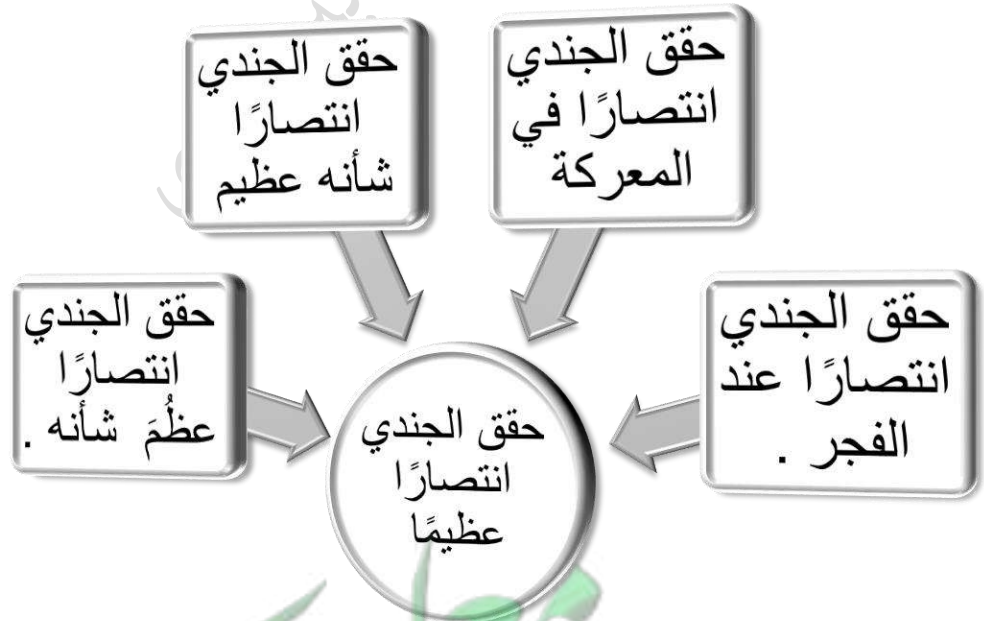 حقق الجندي
انتصارًا في
المعركة
حقق الجندي
انتصارًا
شأنه عظيم
حقق الجندي
انتصارًا عند
الفجر .
حقق الجندي
انتصارًا
عظُمَ شأنه .
حقق الجندي
انتصارًا
عظيمًا